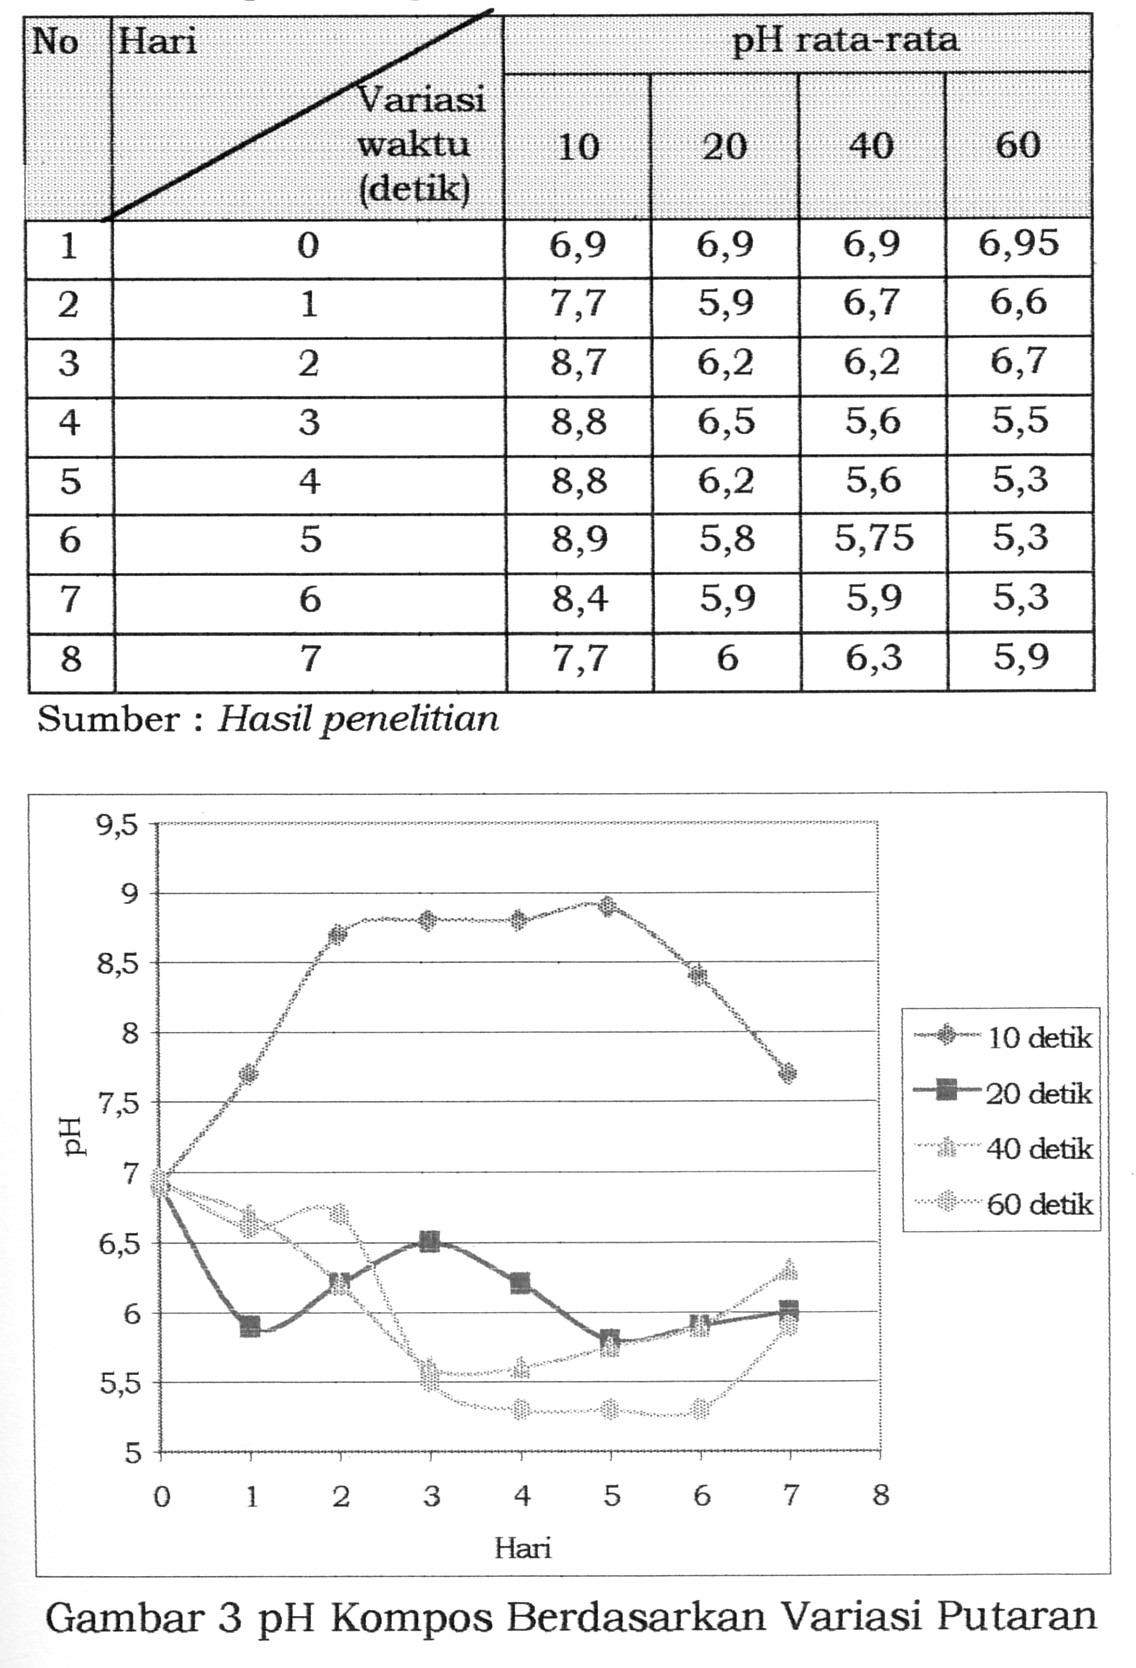 No Hari Variasi waktu (detik) pH rata-rata
10 20 40 60
1 0 6,9 6,9 6,9 6,95
2 1 7,7 5,9 6,7 6,6
3 2 8,7 6,2 6,2 6,7
4 3 8,8 6,5 5,6 5,5
5 4 8,8 6,2 5,6 5,3
6 5 8,9 5,8 5,75 5,3
7 6 8,4 5,9 5,9 5,3
8 7 7,7 6 6,3 5,9
Sumber : Hasil penelitian
9,5
9
8,5
8
7,5
7
6,5
6
5,5
5
pH
0 1 2 3 4 5 6 7 8
Hari
10 detik
20 detik
40 detik
60 detik
Gambar 3 pH Kompos Berdasarkan Variasi Putaran